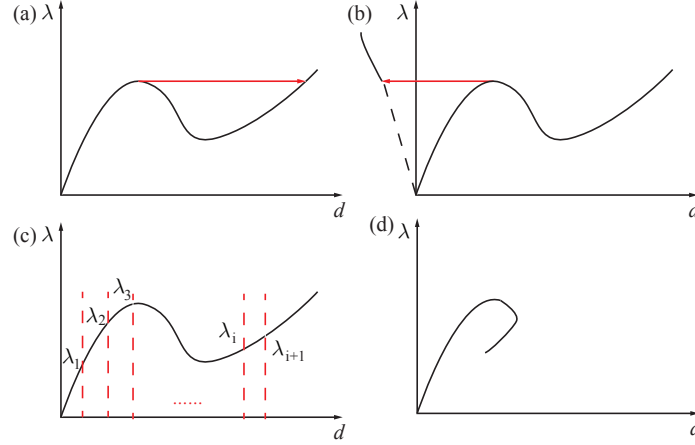 (a) λ
d
(b) λ
d
(c) λ
λ₁
λ₂
λ₃
λᵢ
λᵢ₊₁
......
d
(d) λ
d